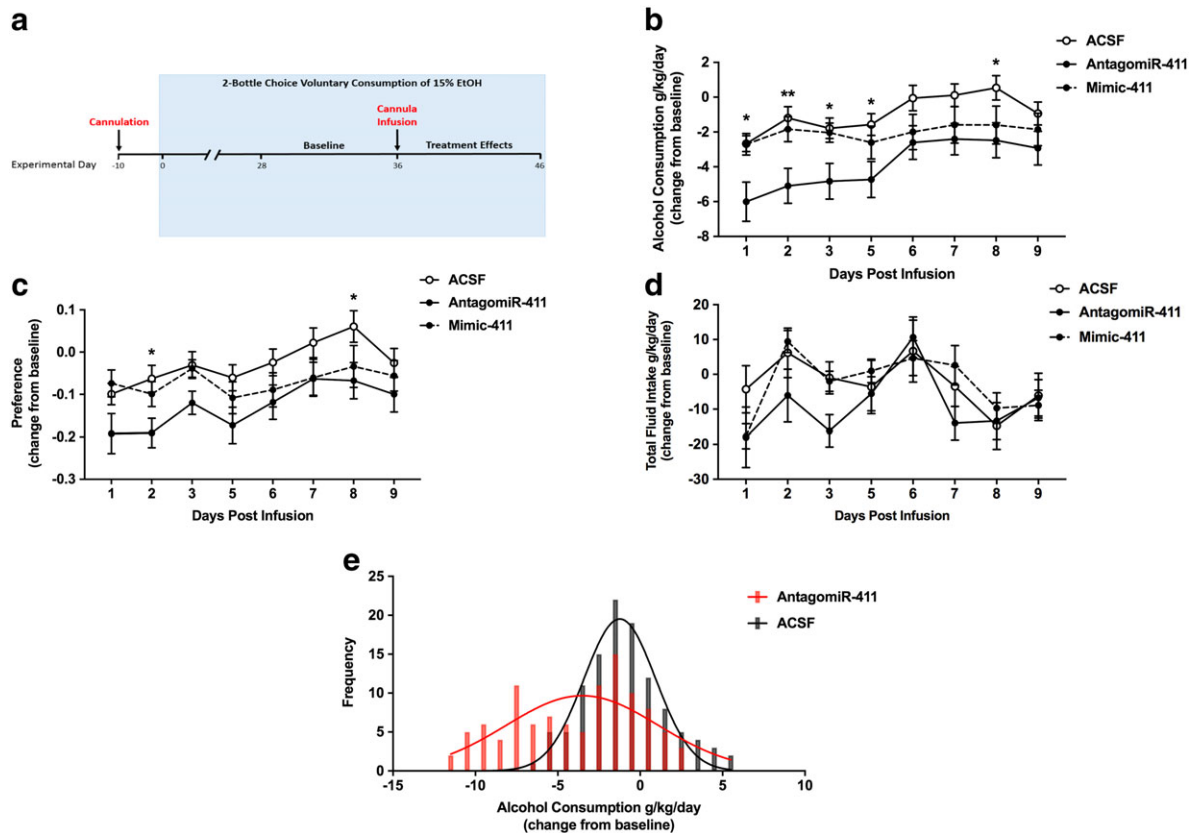 a
2-Bottle Choice Voluntary Consumption of 15% EtOH
Cannulation
Cannula
Infusion
Baseline
Treatment Effects
Experimental Day
-10
0
28
36
46
b
ACSF
AntagomiR-411
Mimic-411
Alcohol Consumption g/kg/day
(change from baseline)
2
0
-2
-4
-6
-8
*
**
*
*
*
1 2 3 5 6 7 8 9
Days Post Infusion
c
ACSF
AntagomiR-411
Mimic-411
Preference
(change from baseline)
0.1
0.0
-0.1
-0.2
-0.3
*
*
1 2 3 5 6 7 8 9
Days Post Infusion
d
ACSF
AntagomiR-411
Mimic-411
Total Fluid Intake g/kg/day
(change from baseline)
20
10
0
-10
-20
-30
1 2 3 5 6 7 8 9
Days Post Infusion
e
AntagomiR-411
ACSF
Frequency
25
20
15
10
5
0
-15 -10 -5 0 5 10
Alcohol Consumption g/kg/day
(change from baseline)